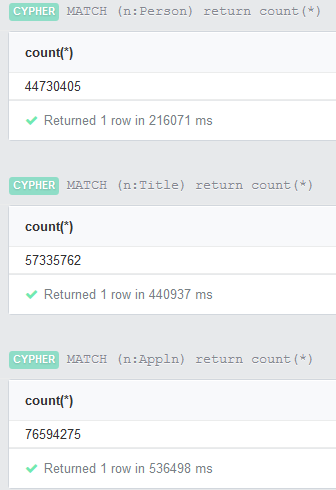 CYPHER MATCH (n:Person) return count(*)
count(*)
44730405
Returned 1 row in 216071 ms
CYPHER MATCH (n:Title) return count(*)
count(*)
57335762
Returned 1 row in 440937 ms
CYPHER MATCH (n:Appln) return count(*)
count(*)
76594275
Returned 1 row in 536498 ms